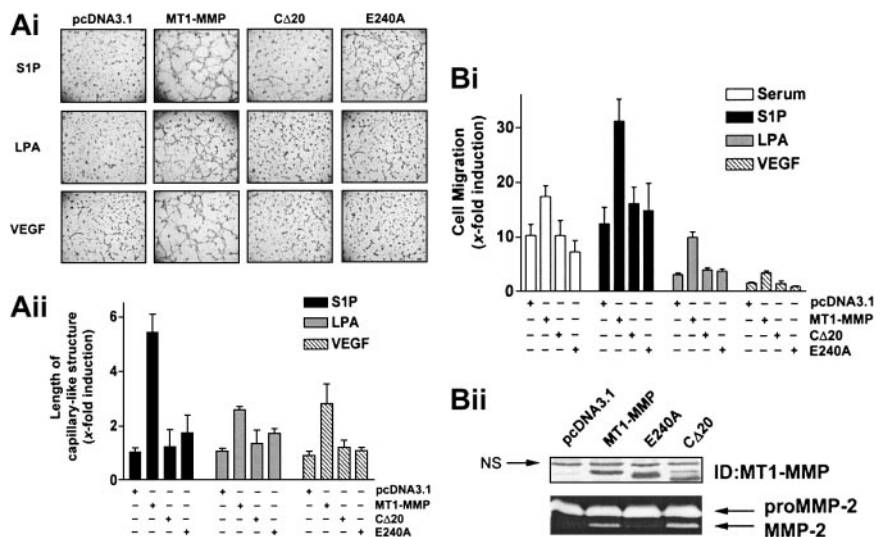 Ai
pcDNA3.1 MT1-MMP CΔ20 E240A
S1P
LPA
VEGF
Aii
Length of
capillary-like structure
(x-fold induction)
6
4
2
0
S1P
LPA
VEGF
+ – – – + – – – + – – – pcDNA3.1
– + – – – + – – – + – – MT1-MMP
– – + – – – + – – – + – CΔ20
– – – + – – – + – – – + E240A
Bi
Cell Migration
(x-fold induction)
30
20
10
0
Serum
S1P
LPA
VEGF
+ – – – + – – – + – – – + – – – pcDNA3.1
– + – – – + – – – + – – – + – – MT1-MMP
– – + – – – + – – – + – – – + – CΔ20
– – – + – – – + – – – + – – – + E240A
Bii
pcDNA3.1 MT1-MMP E240A CΔ20
NS
ID:MT1-MMP
proMMP-2
MMP-2